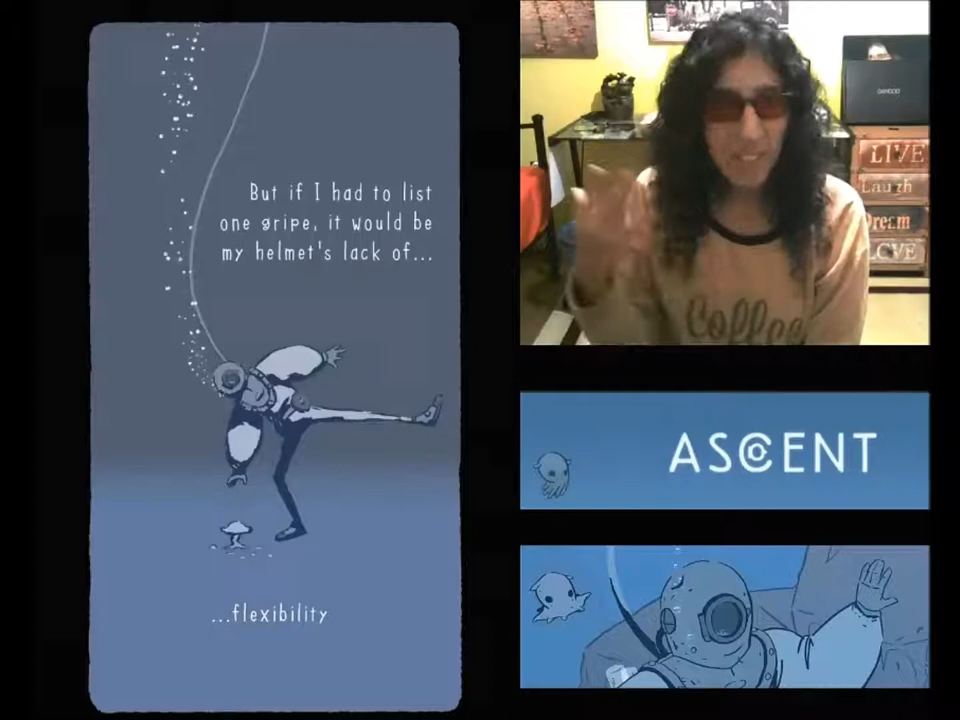 But if I had to list
one gripe, it would be
my helmet's lack of...
...flexibility
BAMBOO
LIVE
Laugh
Dream
LOVE
Coffee
ASCENT